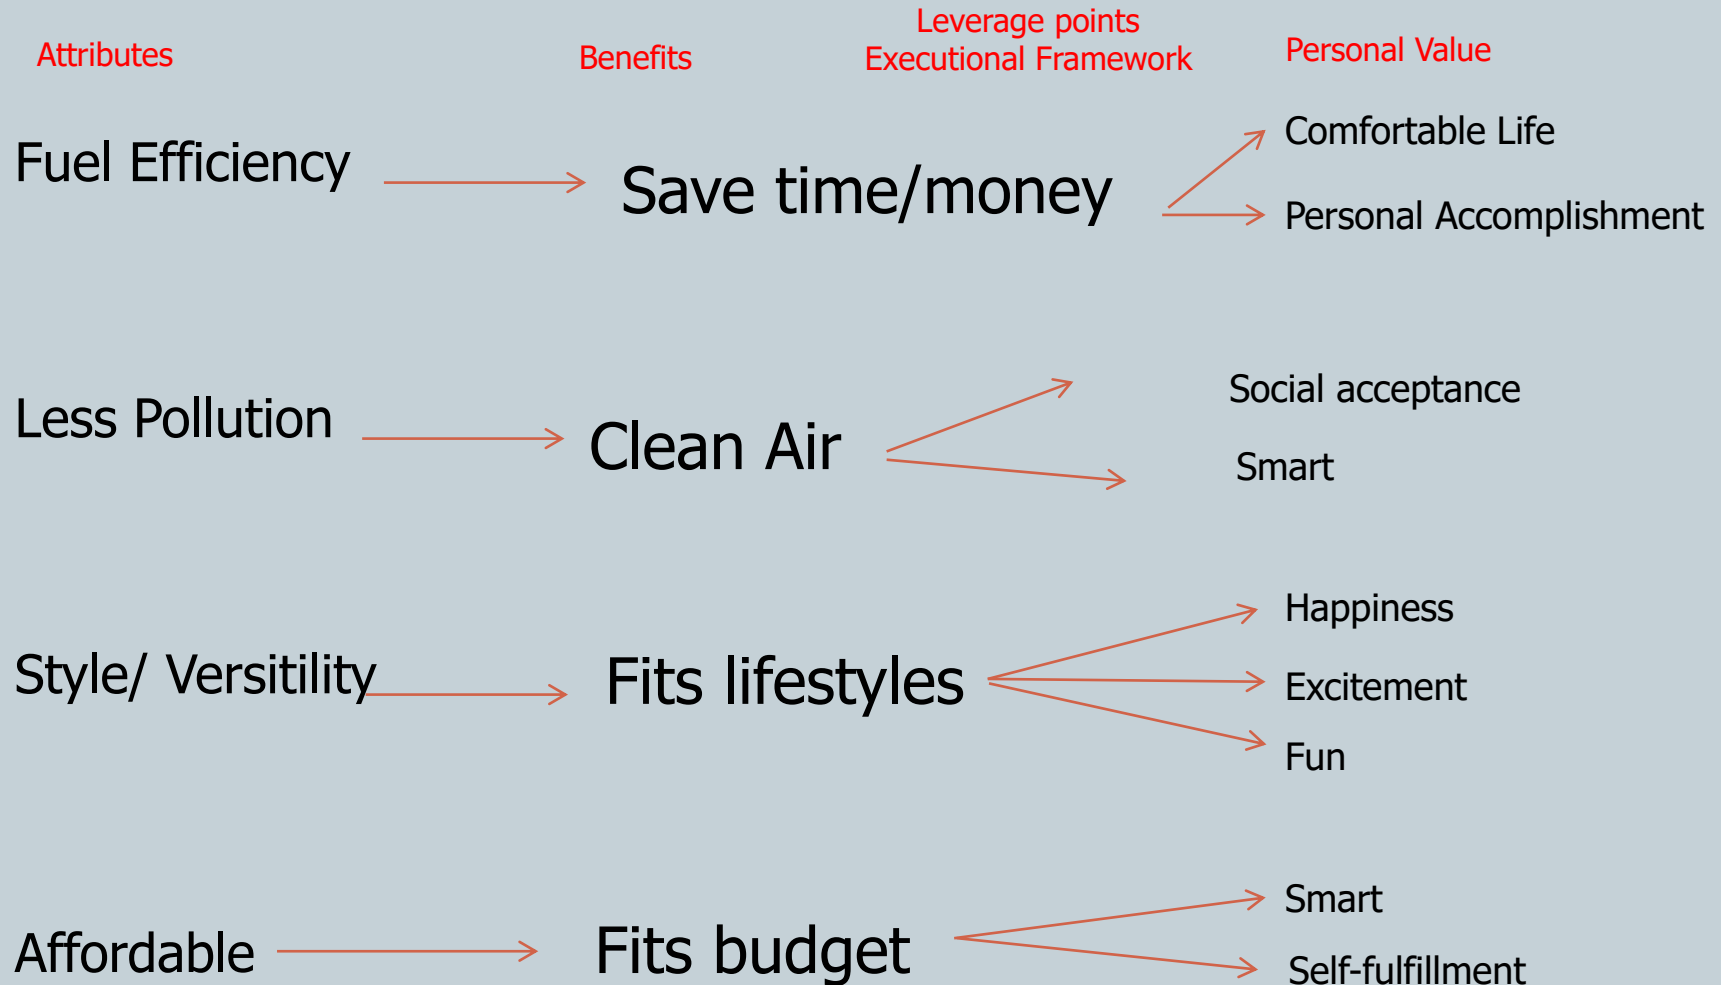 Attributes
Benefits
Leverage points
Executional Framework
Personal Value
Fuel Efficiency
Save time/money
Comfortable Life
Personal Accomplishment
Less Pollution
Clean Air
Social acceptance
Smart
Style/ Versitility
Fits lifestyles
Happiness
Excitement
Fun
Affordable
Fits budget
Smart
Self-fulfillment